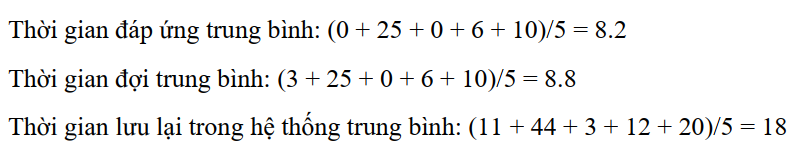 Thời gian đáp ứng trung bình: (0 + 25 + 0 + 6 + 10)/5 = 8.2
Thời gian đợi trung bình: (3 + 25 + 0 + 6 + 10)/5 = 8.8
Thời gian lưu lại trong hệ thống trung bình: (11 + 44 + 3 + 12 + 20)/5 = 18